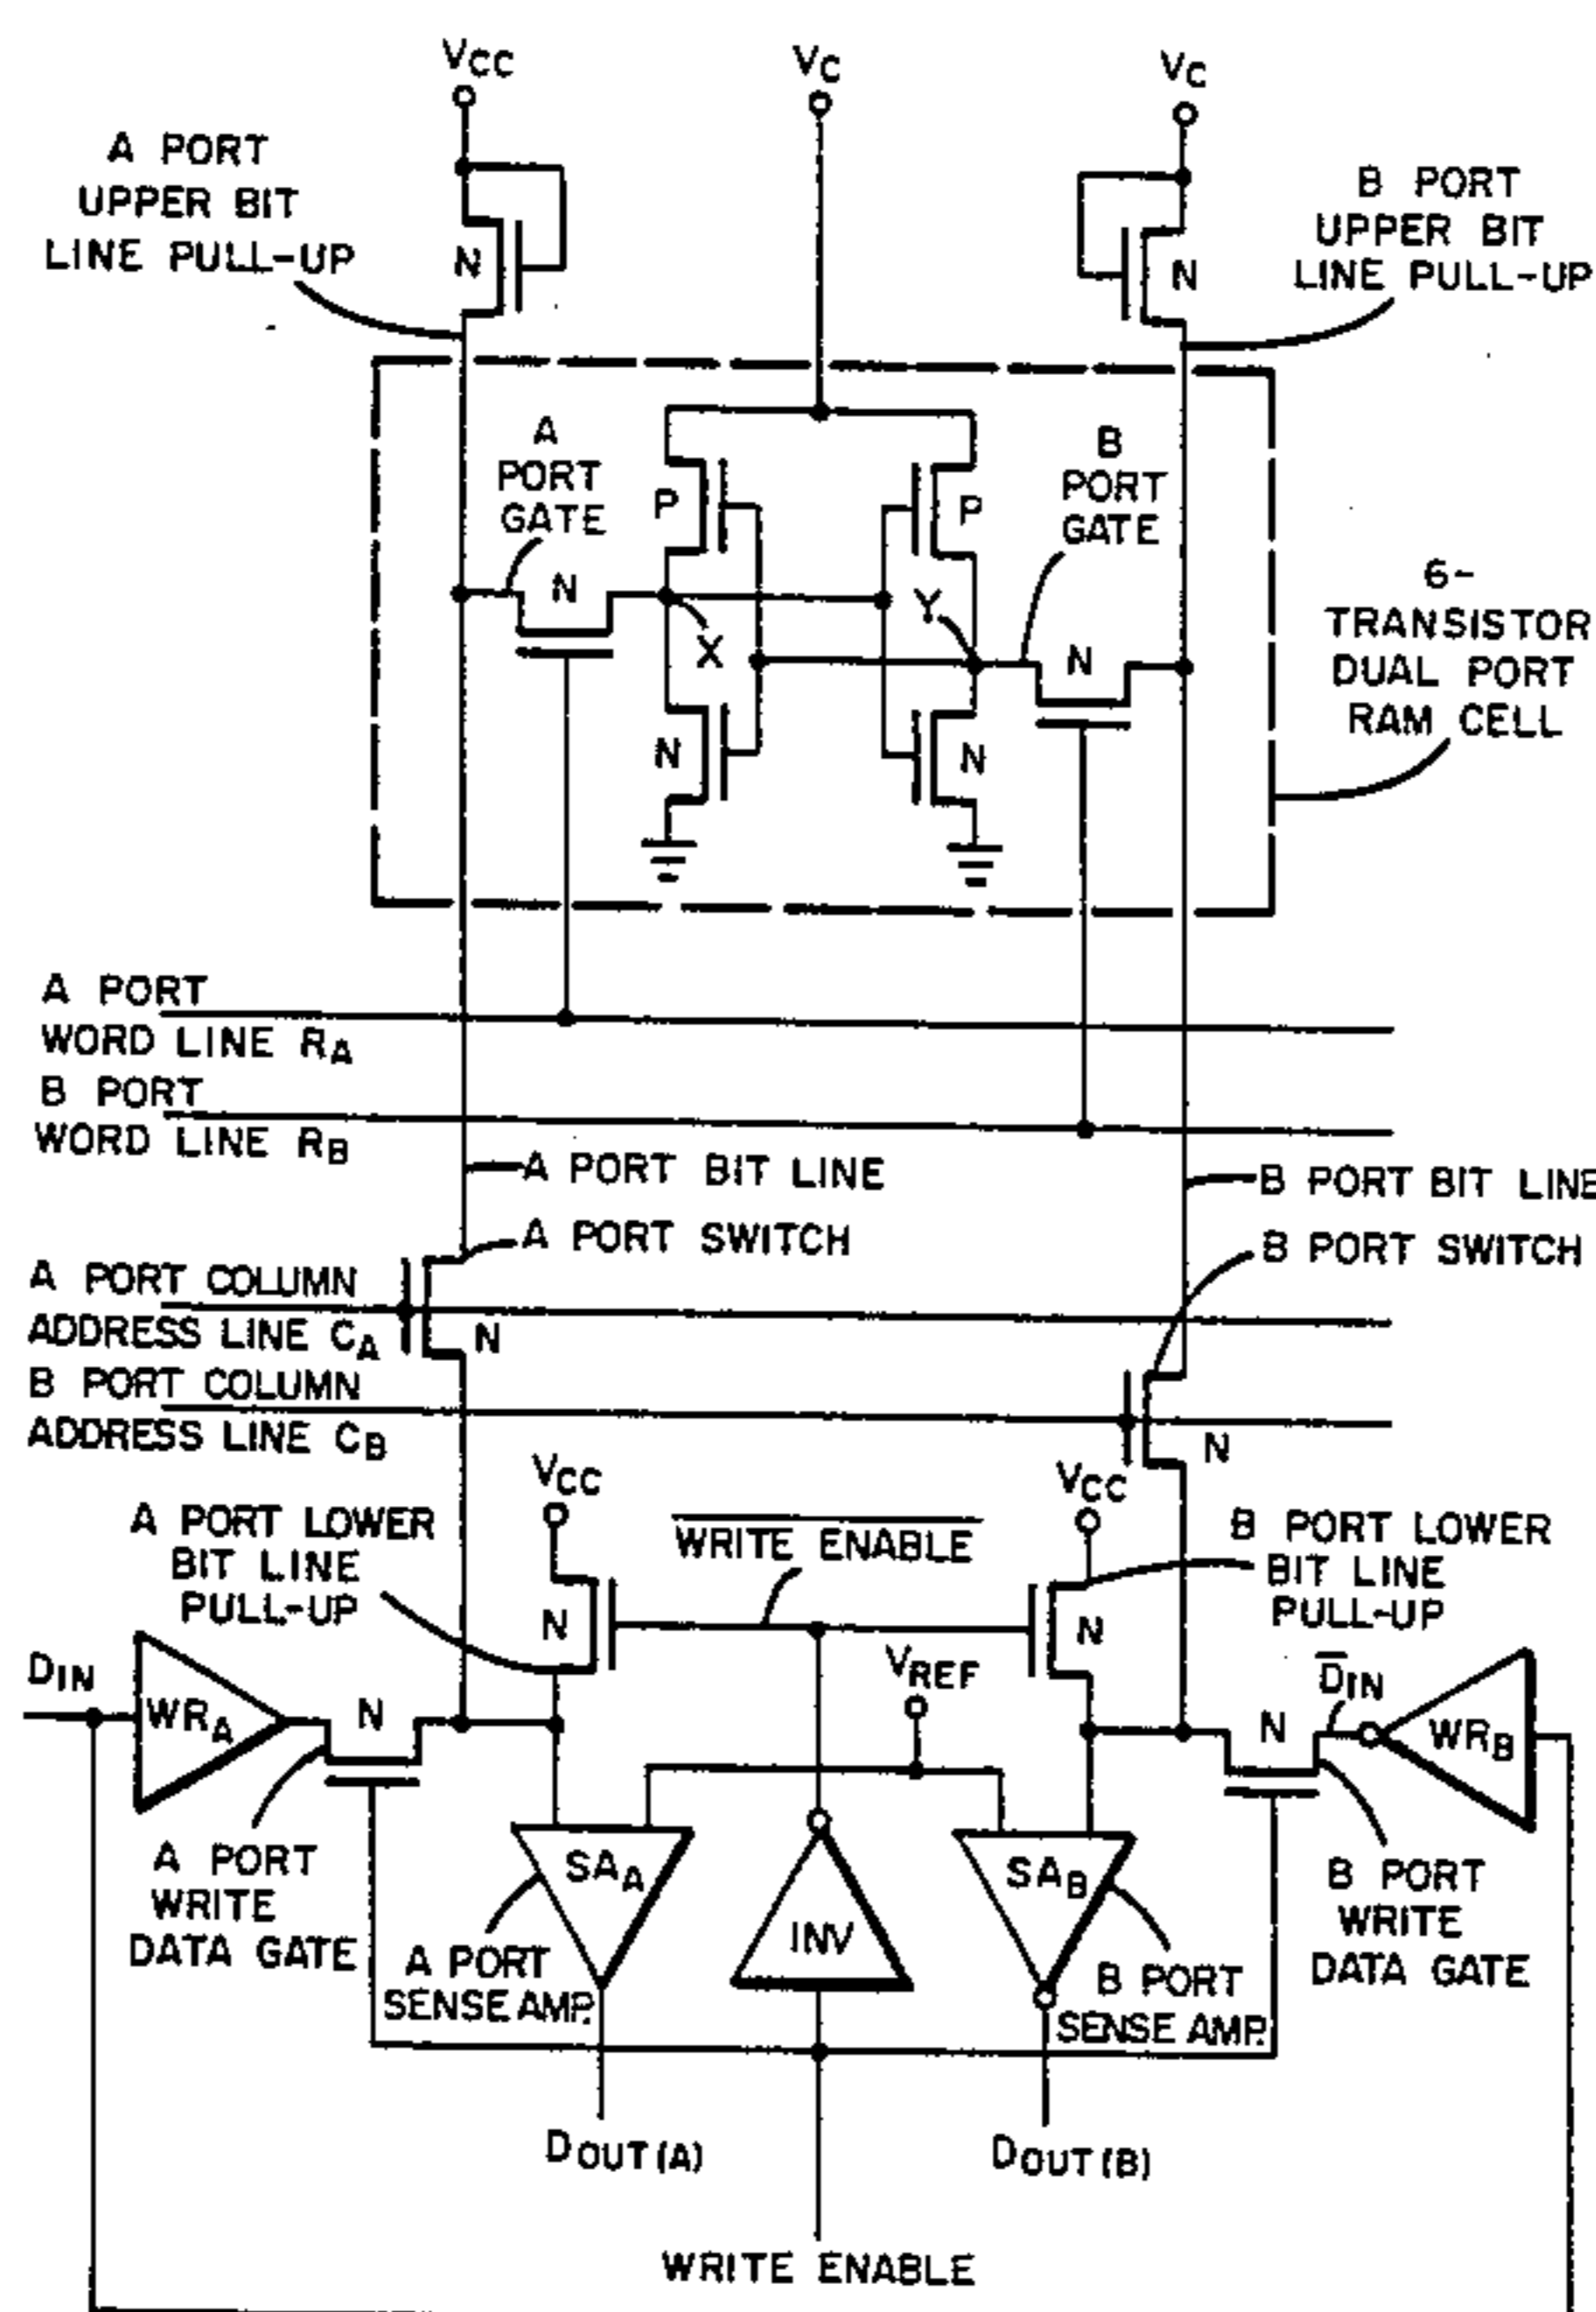 VCC
VC
VC
A PORT
UPPER BIT
LINE PULL-UP
B PORT
UPPER BIT
LINE PULL-UP
N
N
A
PORT
GATE
B
PORT
GATE
P
P
N
X
Y
N
N
N
6-
TRANSISTOR
DUAL PORT
RAM CELL
A PORT
WORD LINE RA
B PORT
WORD LINE RB
A PORT BIT LINE
B PORT BIT LINE
A PORT SWITCH
B PORT SWITCH
A PORT COLUMN
ADDRESS LINE CA
N
B PORT COLUMN
ADDRESS LINE CB
N
VCC
VCC
A PORT LOWER
BIT LINE
PULL-UP
WRITE ENABLE
B PORT LOWER
BIT LINE
PULL-UP
N
N
VREF
DIN
WRA
N
N
D̅IN
WRB
SAA
INV
SAB
A PORT
WRITE
DATA GATE
A PORT
SENSE AMP.
B PORT
SENSE AMP.
B PORT
WRITE
DATA GATE
DOUT(A)
DOUT(B)
WRITE ENABLE